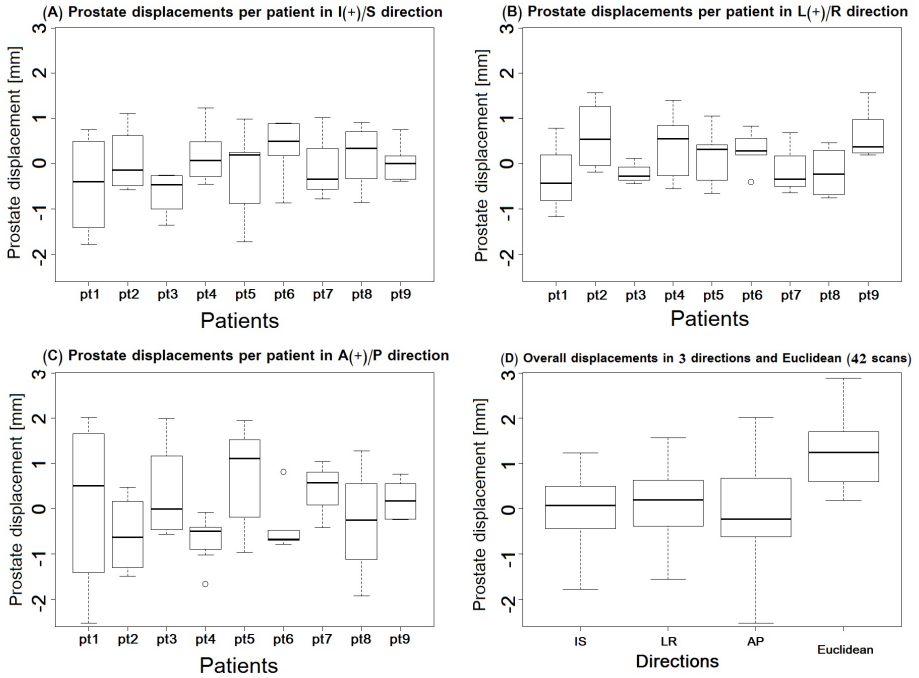 (A) Prostate displacements per patient in I(+)/S direction
Prostate displacement [mm]
3
2
1
0
-1
-2
pt1 pt2 pt3 pt4 pt5 pt6 pt7 pt8 pt9
Patients
(B) Prostate displacements per patient in L(+)/R direction
Prostate displacement [mm]
3
2
1
0
-1
-2
pt1 pt2 pt3 pt4 pt5 pt6 pt7 pt8 pt9
Patients
(C) Prostate displacements per patient in A(+)/P direction
Prostate displacement [mm]
3
2
1
0
-1
-2
pt1 pt2 pt3 pt4 pt5 pt6 pt7 pt8 pt9
Patients
(D) Overall displacements in 3 directions and Euclidean (42 scans)
Prostate displacement [mm]
3
2
1
0
-1
-2
IS LR AP Euclidean
Directions